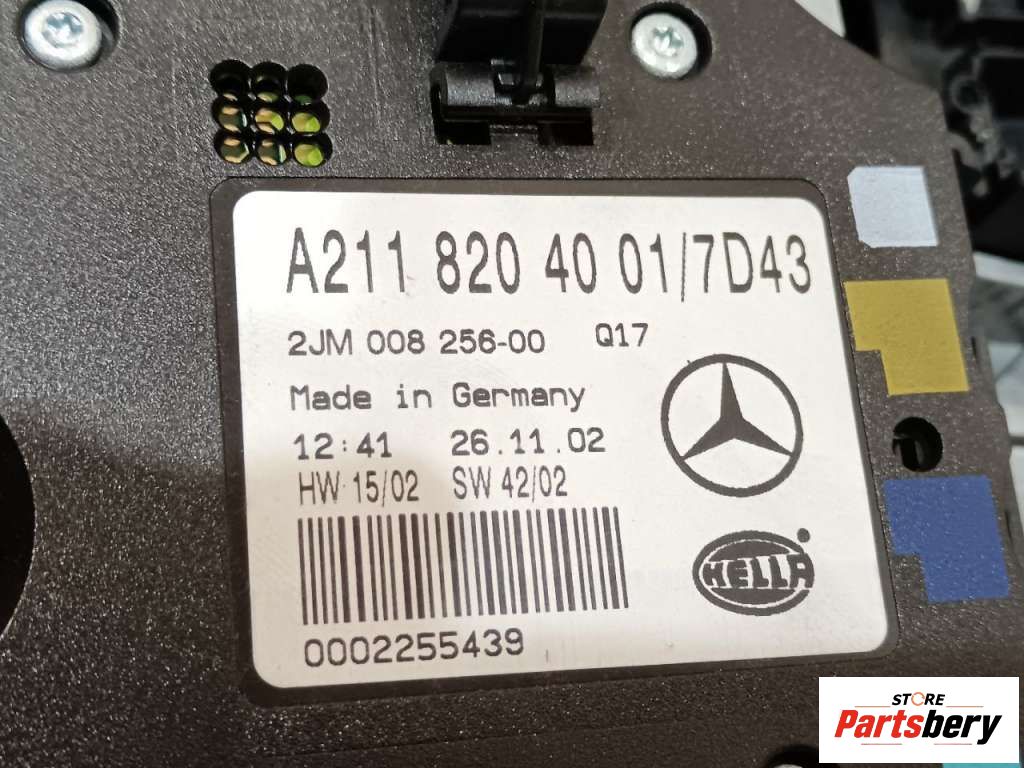 A211 820 40 01/7D43
2JM 008 256-00 Q17
Made in Germany
12:41 26.11.02
HW 15/02 SW 42/02
HELLA ®
0002255439
STORE
Partsbery